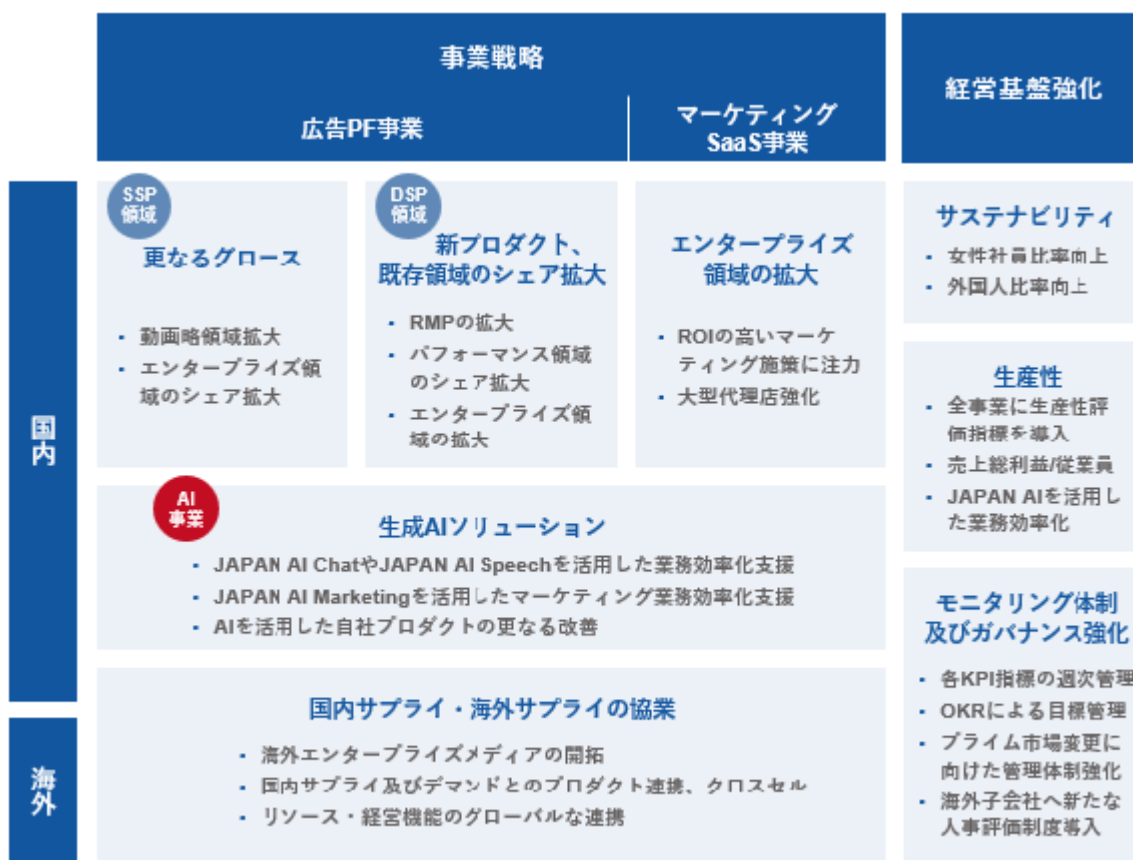 事業戦略
広告PF事業
マーケティング
SaaS事業
経営基盤強化
国内
SSP
領域
更なるグロース
• 動画略領域拡大
• エンタープライズ領
域のシェア拡大
DSP
領域
新プロダクト、
既存領域のシェア拡大
• RMPの拡大
• パフォーマンス領域
のシェア拡大
• エンタープライズ領
域の拡大
エンタープライズ
領域の拡大
• ROIの高いマーケ
ティング施策に注力
• 大型代理店強化
AI
事業
生成AIソリューション
• JAPAN AI ChatやJAPAN AI Speechを活用した業務効率化支援
• JAPAN AI Marketingを活用したマーケティング業務効率化支援
• AIを活用した自社プロダクトの更なる改善
海外
国内サプライ・海外サプライの協業
• 海外エンタープライズメディアの開拓
• 国内サプライ及びデマンドとのプロダクト連携、クロスセル
• リソース・経営機能のグローバルな連携
サステナビリティ
• 女性社員比率向上
• 外国人比率向上
生産性
• 全事業に生産性評
価指標を導入
• 売上総利益/従業員
• JAPAN AIを活用し
た業務効率化
モニタリング体制
及びガバナンス強化
• 各KPI指標の週次管理
• OKRによる目標管理
• プライム市場変更に
向けた管理体制強化
• 海外子会社へ新たな
人事評価制度導入